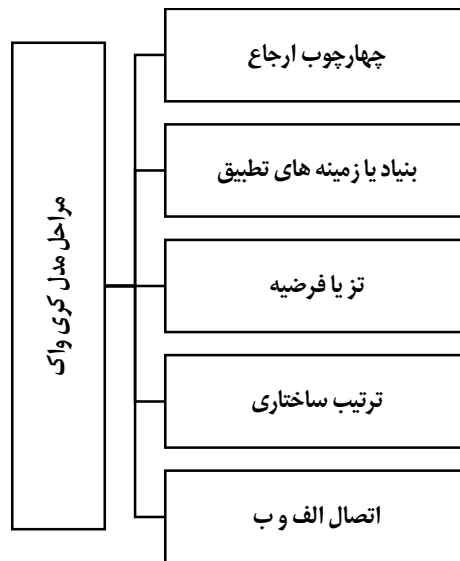 مراحل مدل کری واک
چهارچوب ارجاع
بنیاد یا زمینه های تطبیق
تز یا فرضیه
ترتیب ساختاری
اتصال الف و ب